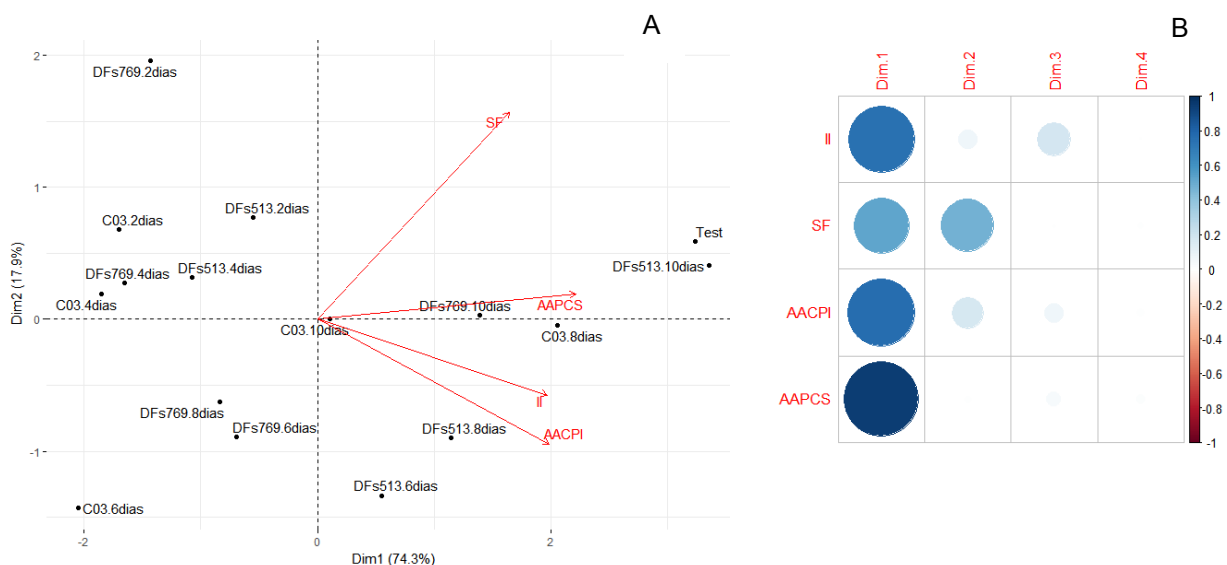 A
2
DFs769.2dias
SF
1
DFs513.2dias
C03.2dias
Test
DFs769.4dias
DFs513.4dias
DFs513.10dias
C03.4dias
AAPCS
DFs769.10dias
0
C03.10dias
C03.8dias
DFs769.8dias
II
DFs769.6dias
DFs513.8dias
AACPI
-1
DFs513.6dias
C03.6dias
-2
0
2
Dim1 (74.3%)
Dim2 (17.9%)
B
Dim.1
Dim.2
Dim.3
Dim.4
II
SF
AACPI
AAPCS
1
0.8
0.6
0.4
0.2
0
-0.2
-0.4
-0.6
-0.8
-1